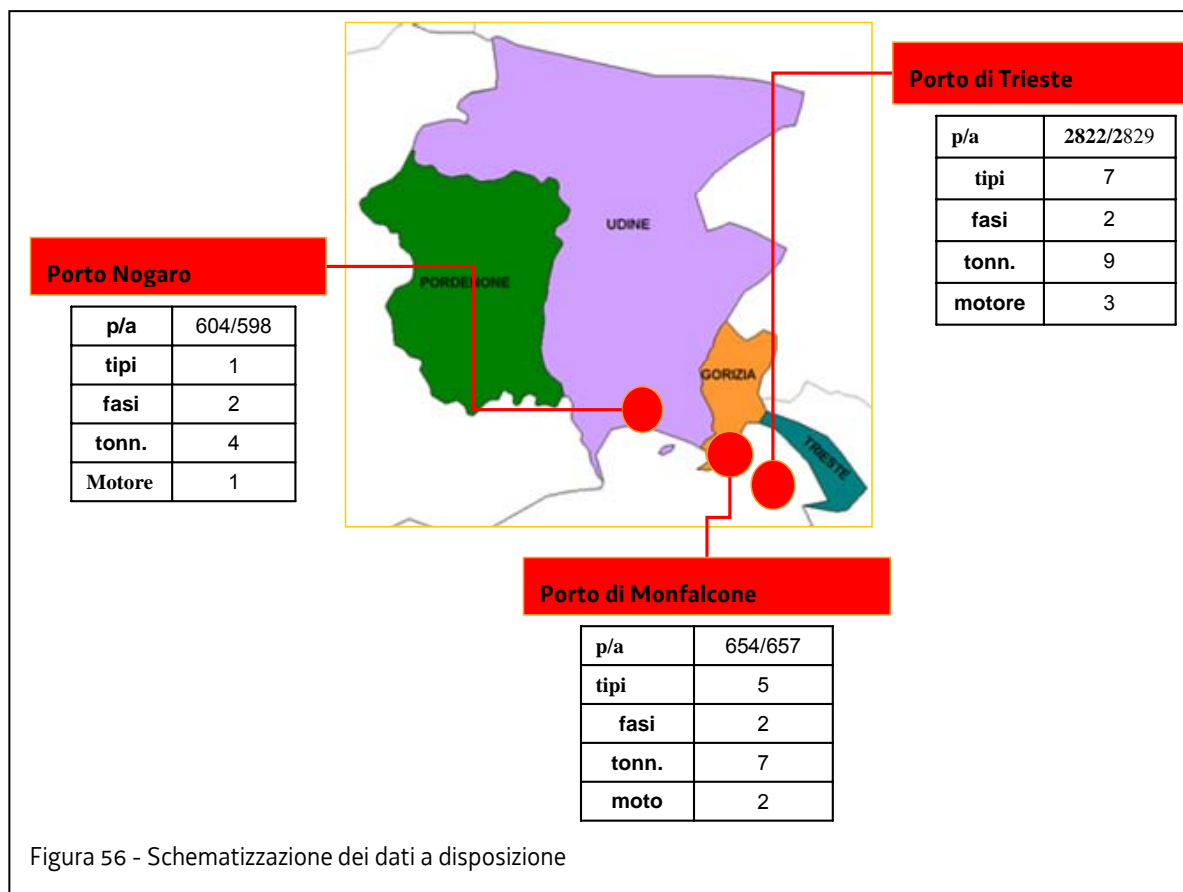 Porto di Trieste
p/a 2822/2829
tipi 7
fasi 2
tonn. 9
motore 3
UDINE
PORDENONE
GORIZIA
TRIESTE
Porto Nogaro
p/a 604/598
tipi 1
fasi 2
tonn. 4
Motore 1
Porto di Monfalcone
p/a 654/657
tipi 5
fasi 2
tonn. 7
moto 2
Figura 56 - Schematizzazione dei dati a disposizione